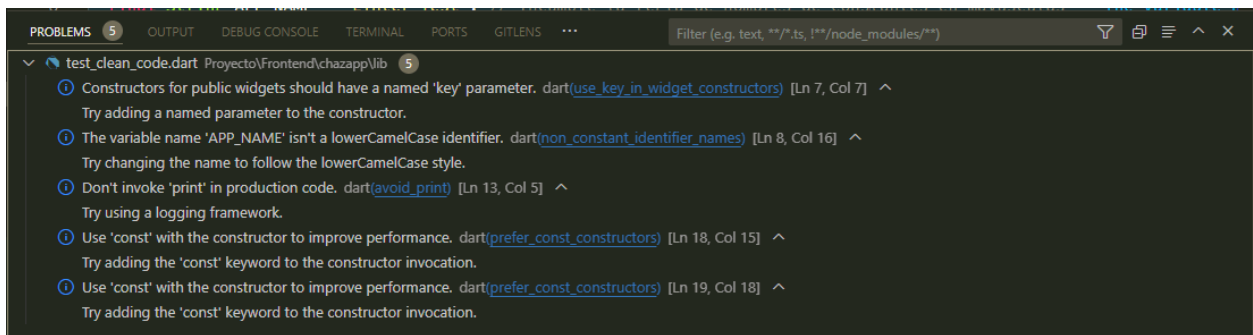 PROBLEMS 5 OUTPUT DEBUG CONSOLE TERMINAL PORTS GITLENS ... Filter (e.g. text, **/*.ts, !**/node_modules/**)
test_clean_code.dart Proyecto\Frontend\chazapp\lib 5
Constructors for public widgets should have a named 'key' parameter. dart(use_key_in_widget_constructors) [Ln 7, Col 7]
Try adding a named parameter to the constructor.
The variable name 'APP_NAME' isn't a lowerCamelCase identifier. dart(non_constant_identifier_names) [Ln 8, Col 16]
Try changing the name to follow the lowerCamelCase style.
Don't invoke 'print' in production code. dart(avoid_print) [Ln 13, Col 5]
Try using a logging framework.
Use 'const' with the constructor to improve performance. dart(prefer_const_constructors) [Ln 18, Col 15]
Try adding the 'const' keyword to the constructor invocation.
Use 'const' with the constructor to improve performance. dart(prefer_const_constructors) [Ln 19, Col 18]
Try adding the 'const' keyword to the constructor invocation.